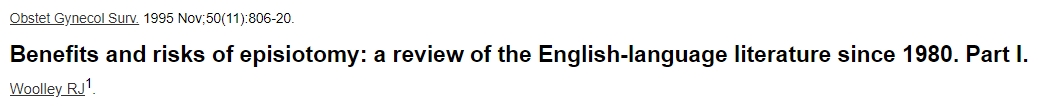 Obstet Gynecol Surv. 1995 Nov;50(11):806-20.
Benefits and risks of episiotomy: a review of the English-language literature since 1980. Part I.
Woolley RJ1.